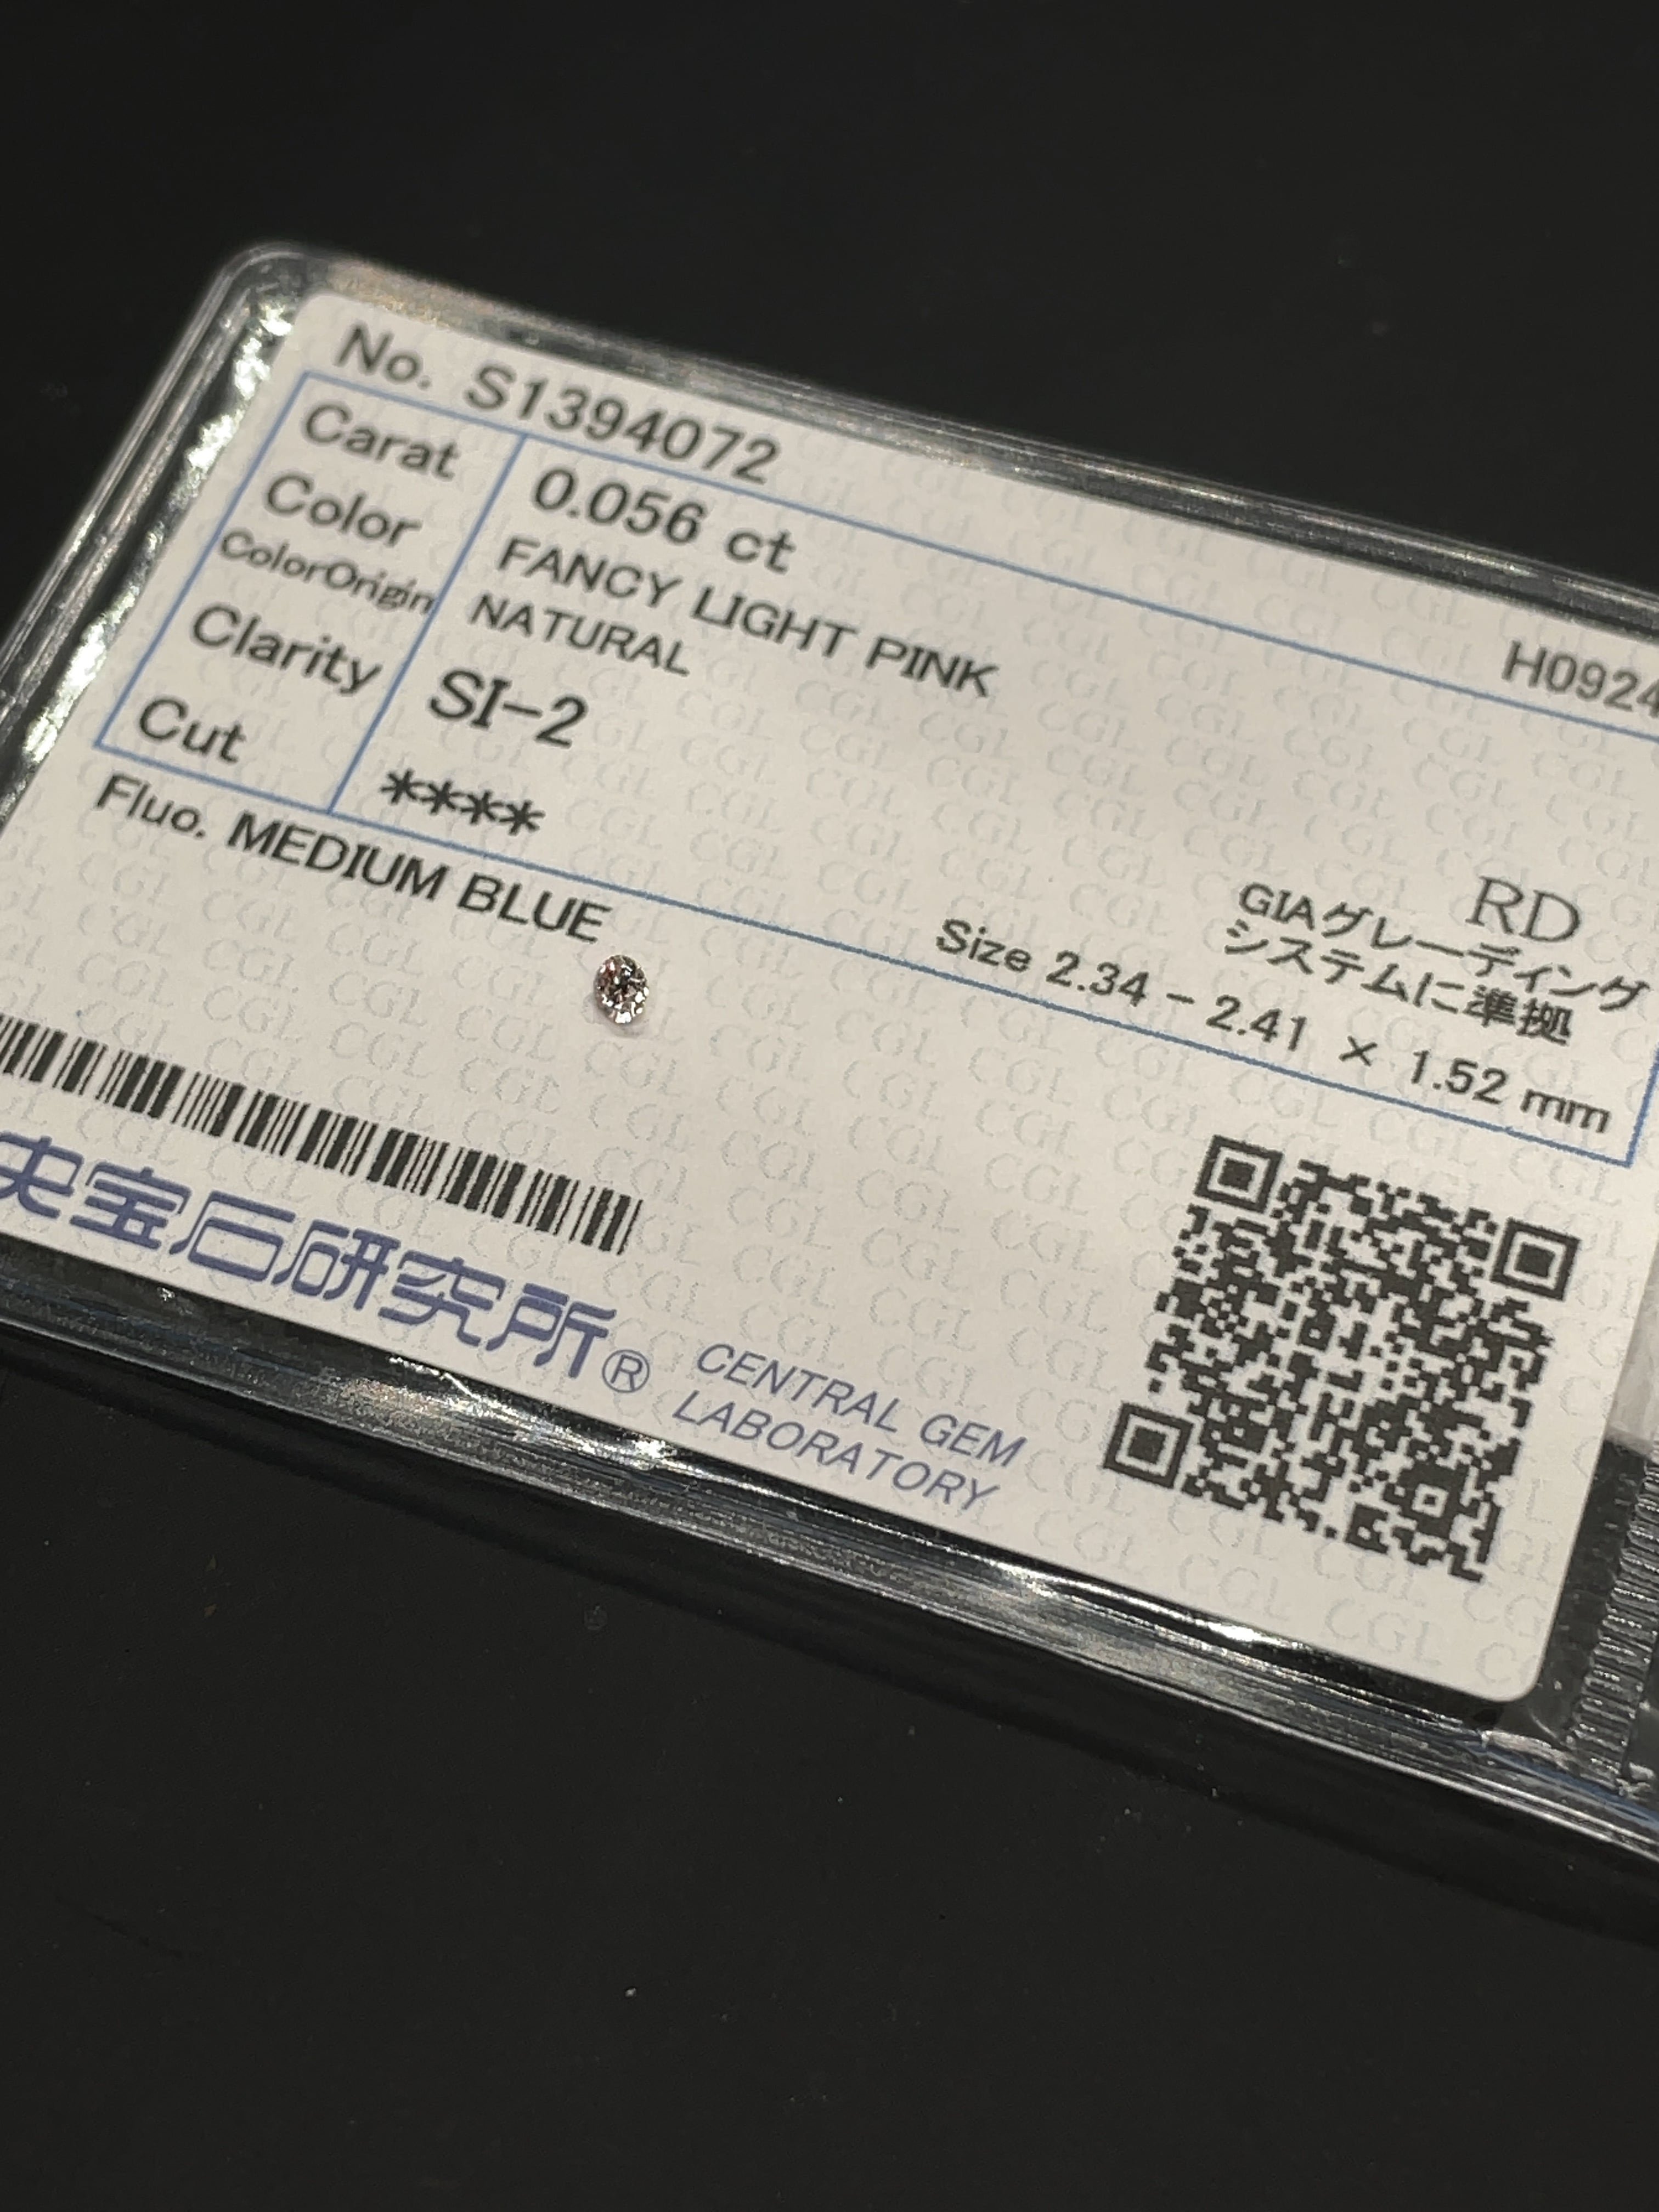 No. S1394072
H0924
Carat 0.056 ct
Color FANCY LIGHT PINK
ColorOrigin NATURAL
Clarity SI-2
Cut ****
RD
GIAグレーディング
システムに準拠
Fluo. MEDIUM BLUE
Size 2.34 - 2.41 × 1.52 mm
央宝石研究所®
CENTRAL GEM
LABORATORY